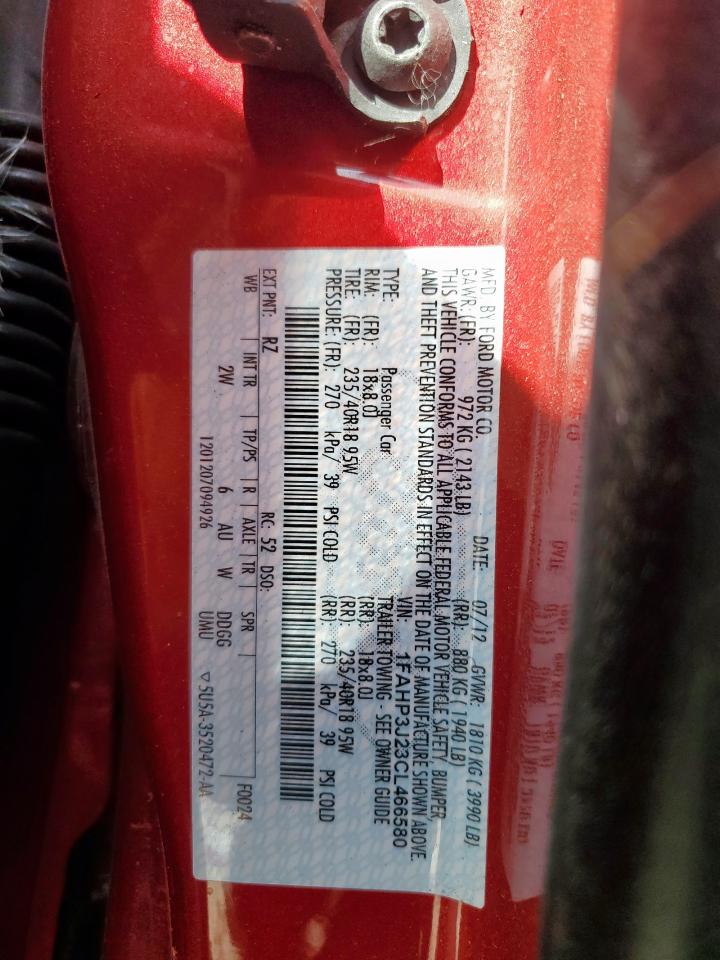 MFD. BY FORD MOTOR CO. DATE: 07/12 GVWR: 1810 KG ( 3990 LB)
GAWR: (FR): 972 KG ( 2143 LB) (RR): 880 KG ( 1940 LB)
THIS VEHICLE CONFORMS TO ALL APPLICABLE FEDERAL MOTOR VEHICLE SAFETY, BUMPER,
AND THEFT PREVENTION STANDARDS IN EFFECT ON THE DATE OF MANUFACTURE SHOWN ABOVE.
VIN: 1FAHP3J23CL466580
TYPE: Passenger Car TRAILER TOWING - SEE OWNER GUIDE
RIM: (FR): 18x8.0J (RR): 18x8.0J
TIRE: (FR): 235/40R18 95W (RR): 235/40R18 95W
PRESSURE: (FR): 270 kPa/ 39 PSI COLD (RR): 270 kPa/ 39 PSI COLD
EXT PNT: RZ RC: 52 DSO: F0024
WB INT TR TP/PS R AXLE TR SPR
2W 6 AU W DDGG
1201207094926 UMU ▽5U5A-3520472-AA